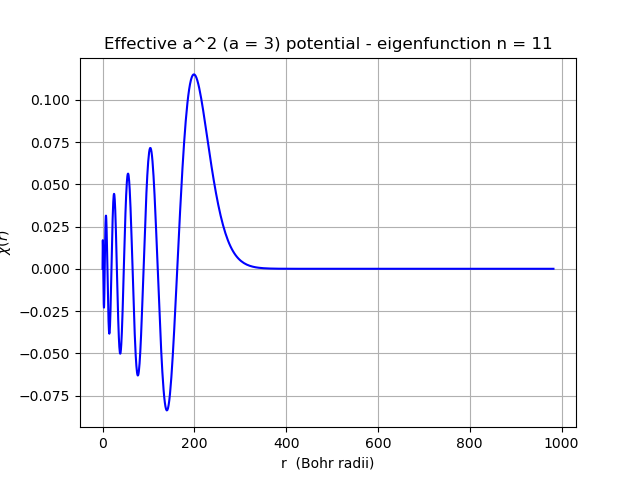 Effective a^2 (a = 3) potential - eigenfunction n = 11
0.100
0.075
0.050
0.025
0.000
−0.025
−0.050
−0.075
χ(r)
0 200 400 600 800 1000
r (Bohr radii)